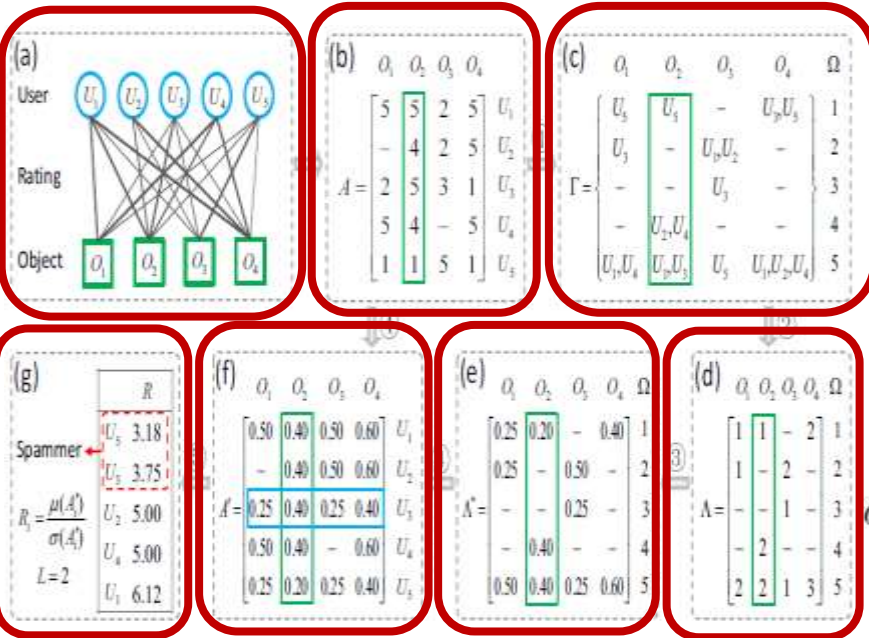 (a)
User U₁ U₂ U₃ U₄ U₅
Rating
Object O₁ O₂ O₃ O₄
(b) O₁ O₂ O₃ O₄
5 5 2 5 U₁
- 4 2 5 U₂
A = 2 5 3 1 U₃
5 4 - 5 U₄
1 1 5 1 U₅
(c) O₁ O₂ O₃ O₄ Ω
U₅ U₅ - U₃,U₅ 1
U₃ - U₁,U₂ - 2
Γ = - - U₃ - 3
- U₂,U₄ - - 4
U₁,U₄ U₁,U₃ U₅ U₁,U₂,U₄ 5
(g) R
U₅ 3.18
Spammer
U₃ 3.75
U₂ 5.00
R₁ = μ(A'₁) / σ(A'₁)
U₄ 5.00
L=2
U₁ 6.12
(f) O₁ O₂ O₃ O₄
0.50 0.40 0.50 0.60 U₁
- 0.40 0.50 0.60 U₂
A' = 0.25 0.40 0.25 0.40 U₃
0.50 0.40 - 0.60 U₄
0.25 0.20 0.25 0.40 U₅
(e) O₁ O₂ O₃ O₄ Ω
0.25 0.20 - 0.40 1
0.25 - 0.50 - 2
Λ* = - - 0.25 - 3
- 0.40 - - 4
0.50 0.40 0.25 0.60 5
③
(d) O₁ O₂ O₃ O₄ Ω
1 1 - 2 1
1 - 2 - 2
Λ = - - 1 - 3
- 2 - - 4
2 2 1 3 5